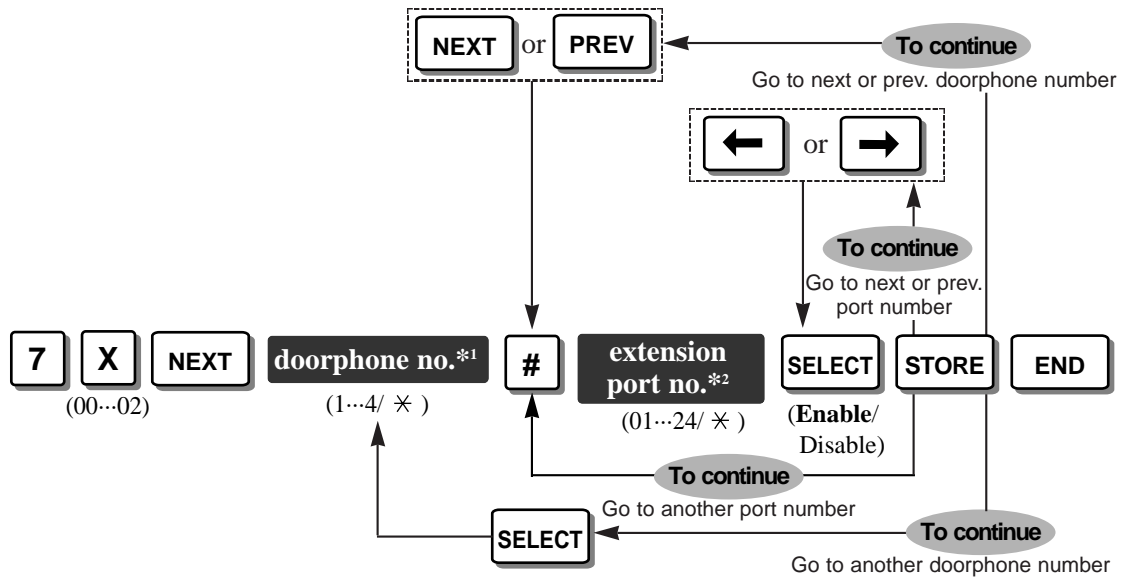 NEXT or PREV To continue
Go to next or prev. doorphone number
← or →
To continue
Go to next or prev.
port number
7 X NEXT doorphone no.*1 # extension
port no.*2 SELECT STORE END
(00···02) (1···4/ ✳ ) (01···24/ ✳ ) (Enable/
Disable)
To continue
Go to another port number
SELECT To continue
Go to another doorphone number